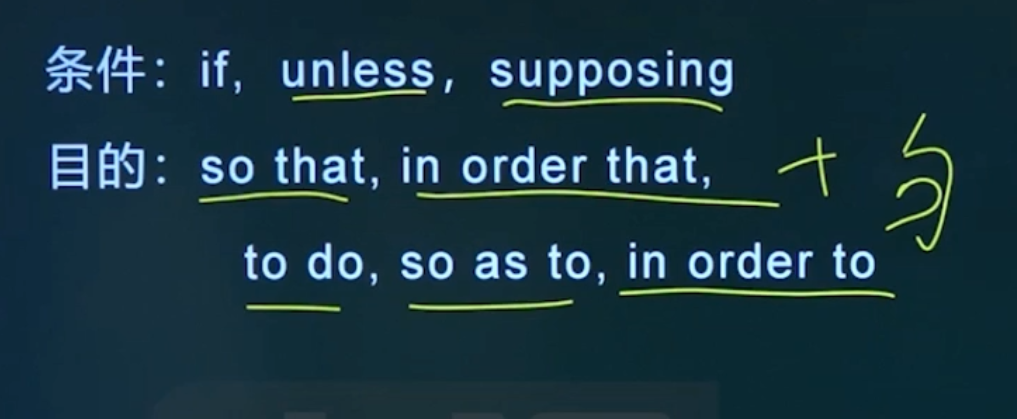 条件：if, unless, supposing
目的：so that, in order that, + 句
to do, so as to, in order to